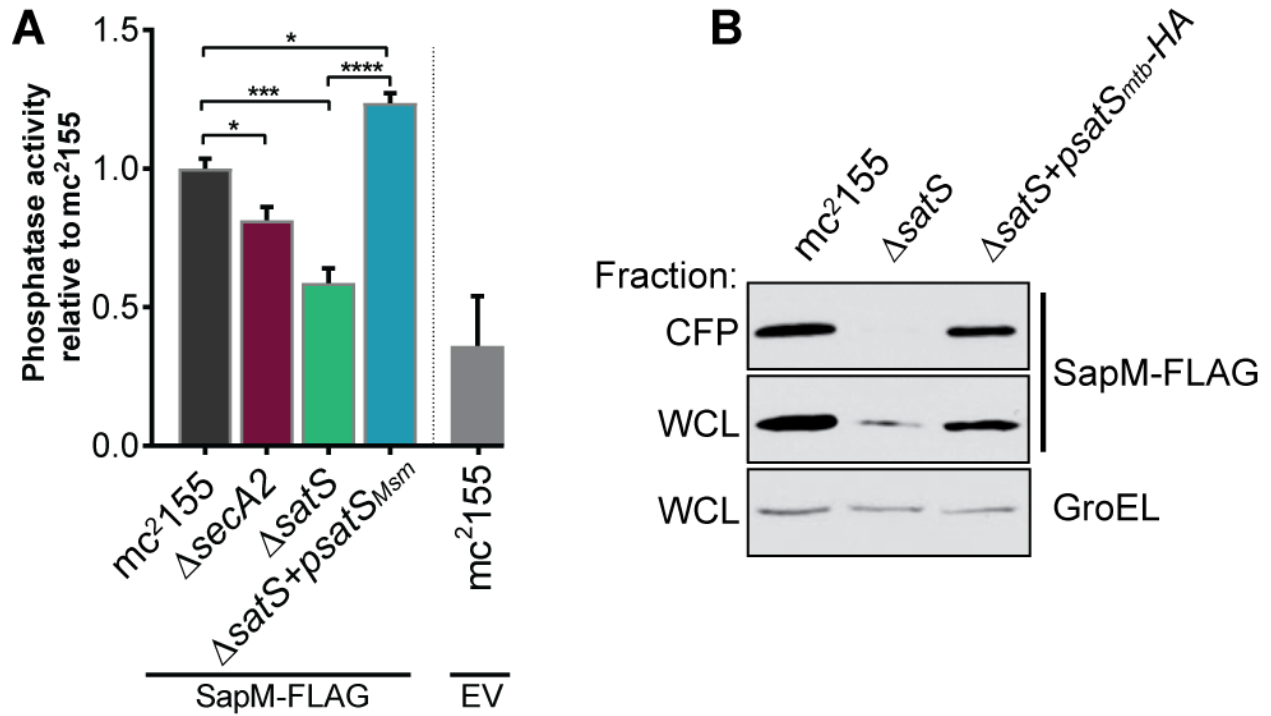 A
Phosphatase activity
relative to mc²155
1.5
1.0
0.5
0.0
*
****
***
*
mc²155
ΔsecA2
ΔsatS
ΔsatS+psatS_Msm
mc²155
SapM-FLAG
EV
B
mc²155
ΔsatS
ΔsatS+psatS_mtb-HA
Fraction:
CFP
WCL
SapM-FLAG
WCL
GroEL